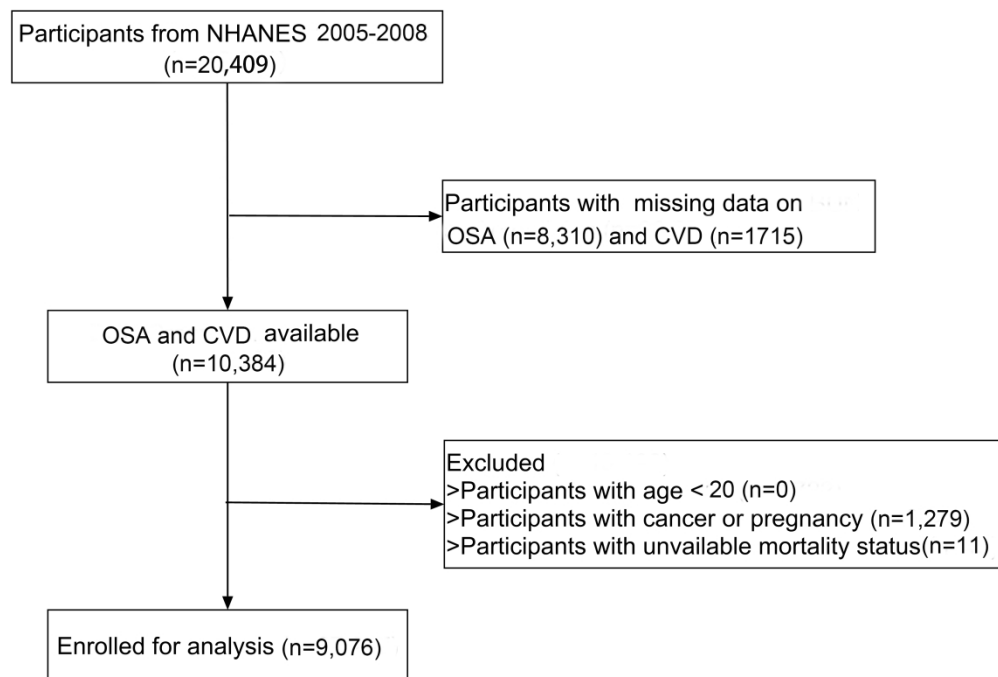 Participants from NHANES 2005-2008
(n=20,409)
Participants with missing data on
OSA (n=8,310) and CVD (n=1715)
OSA and CVD available
(n=10,384)
Excluded
>Participants with age < 20 (n=0)
>Participants with cancer or pregnancy (n=1,279)
>Participants with unvailable mortality status(n=11)
Enrolled for analysis (n=9,076)